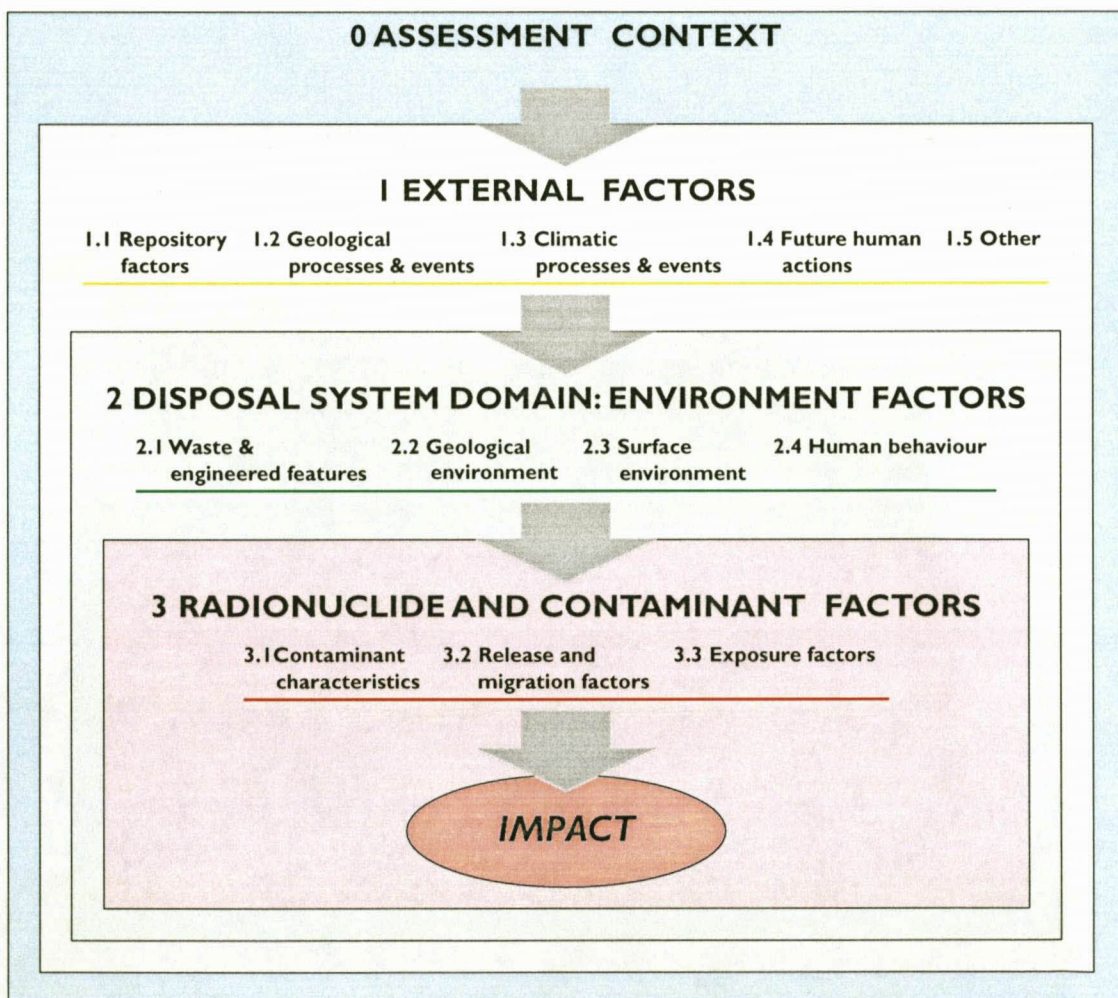 0 ASSESSMENT CONTEXT
1 EXTERNAL FACTORS
1.1 Repository factors
1.2 Geological processes & events
1.3 Climatic processes & events
1.4 Future human actions
1.5 Other
2 DISPOSAL SYSTEM DOMAIN: ENVIRONMENT FACTORS
2.1 Waste & engineered features
2.2 Geological environment
2.3 Surface environment
2.4 Human behaviour
3 RADIONUCLIDE AND CONTAMINANT FACTORS
3.1 Contaminant characteristics
3.2 Release and migration factors
3.3 Exposure factors
IMPACT